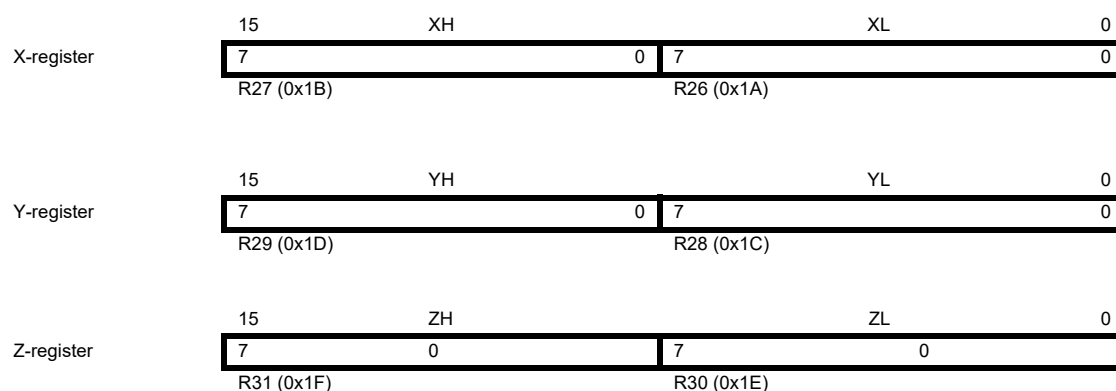 15 XH XL 0
X-register 7 0 7 0
R27 (0x1B) R26 (0x1A)
15 YH YL 0
Y-register 7 0 7 0
R29 (0x1D) R28 (0x1C)
15 ZH ZL 0
Z-register 7 0 7 0
R31 (0x1F) R30 (0x1E)